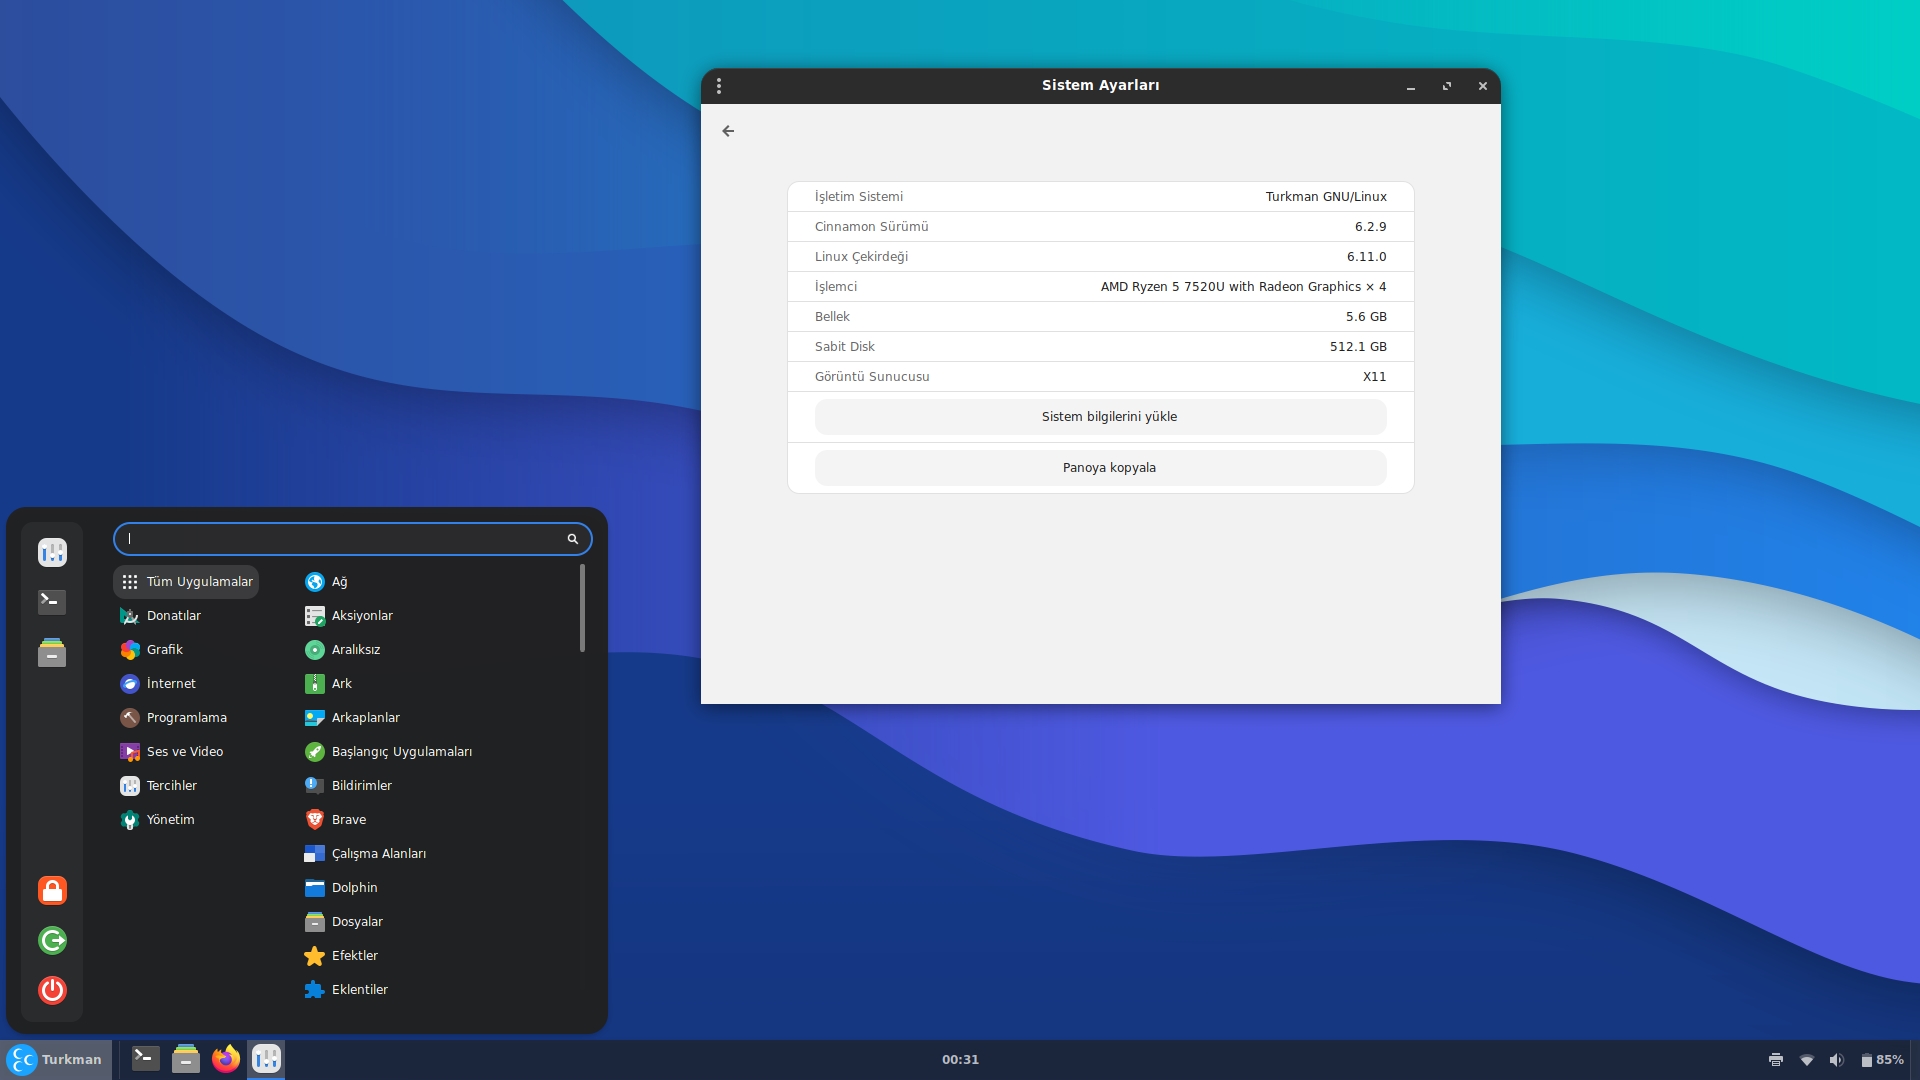 Sistem Ayarları
İşletim Sistemi Turkman GNU/Linux
Cinnamon Sürümü 6.2.9
Linux Çekirdeği 6.11.0
İşlemci AMD Ryzen 5 7520U with Radeon Graphics × 4
Bellek 5.6 GB
Sabit Disk 512.1 GB
Görüntü Sunucusu X11
Sistem bilgilerini yükle
Panoya kopyala
Tüm Uygulamalar
Donatılar
Grafik
İnternet
Programlama
Ses ve Video
Tercihler
Yönetim
Ağ
Aksiyonlar
Aralıksız
Ark
Arkaplanlar
Başlangıç Uygulamaları
Bildirimler
Brave
Çalışma Alanları
Dolphin
Dosyalar
Efektler
Eklentiler
Turkman
00:31
85%